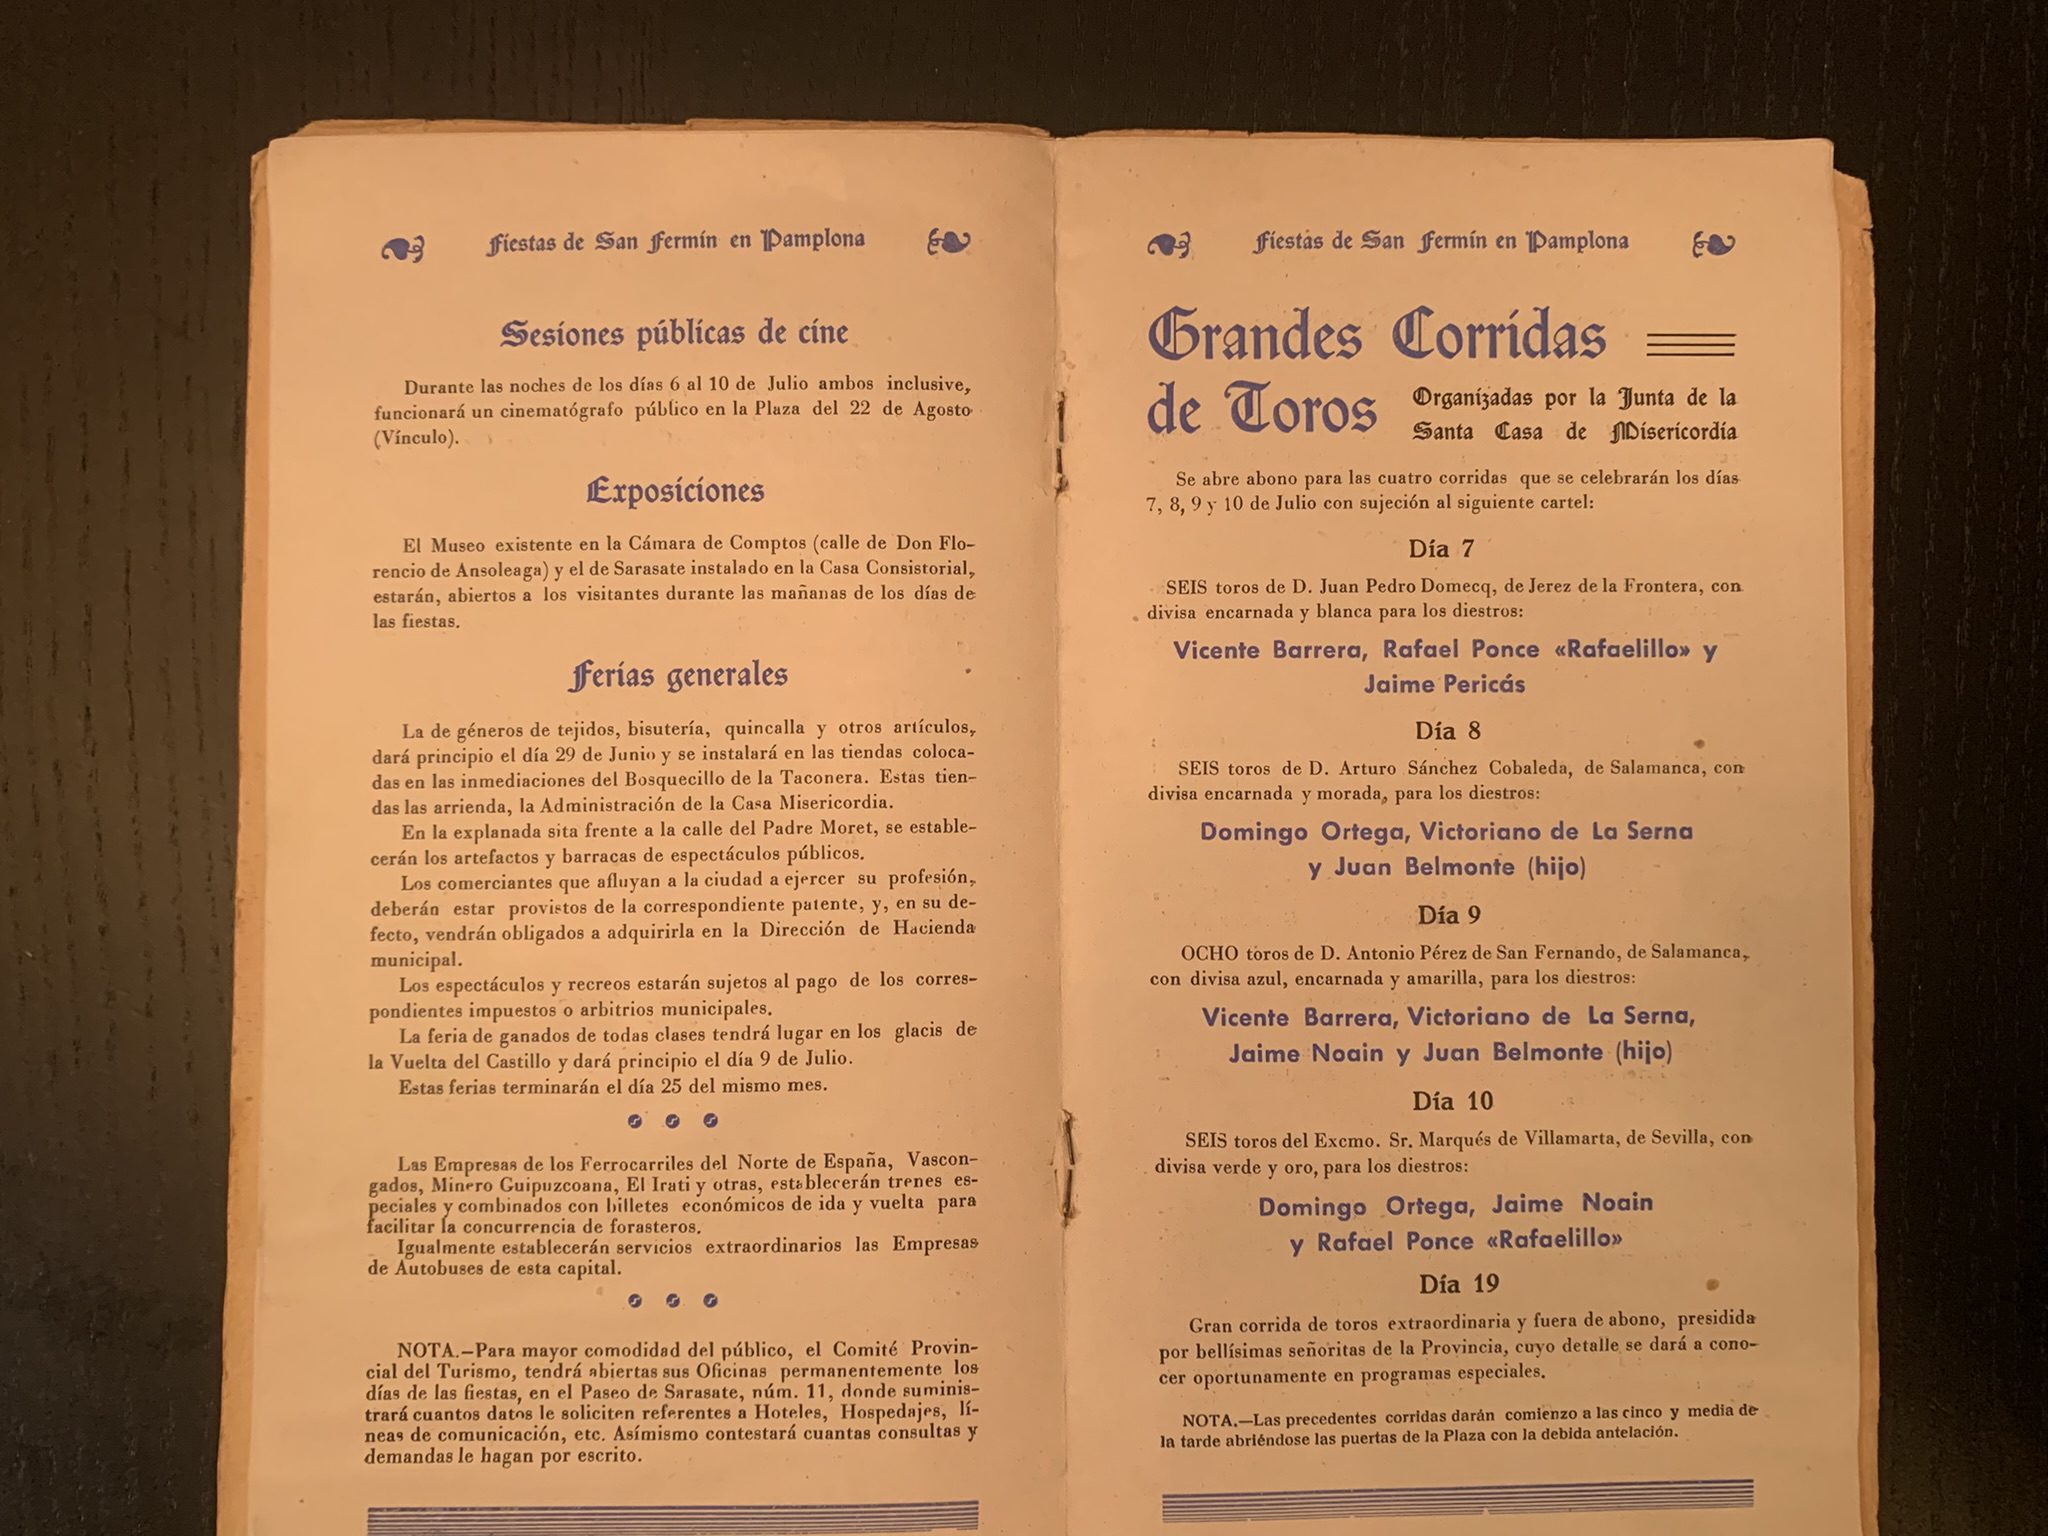 Fiestas de San Fermín en Pamplona
Sesiones públicas de cine
Durante las noches de los días 6 al 10 de Julio ambos inclusive,
funcionará un cinematógrafo público en la Plaza del 22 de Agosto
(Vínculo).
Exposiciones
El Museo existente en la Cámara de Comptos (calle de Don Flo-
rencio de Ansoleaga) y el de Sarasate instalado en la Casa Consistorial,
estarán, abiertos a los visitantes durante las mañanas de los días de
las fiestas.
Ferias generales
La de géneros de tejidos, bisutería, quincalla y otros artículos,
dará principio el día 29 de Junio y se instalará en las tiendas coloca-
das en las inmediaciones del Bosquecillo de la Taconera. Estas tien-
das las arrienda, la Administración de la Casa Misericordia.
En la explanada sita frente a la calle del Padre Moret, se estable-
cerán los artefactos y barracas de espectáculos públicos.
Los comerciantes que afluyan a la ciudad a ejercer su profesión,
deberán estar provistos de la correspondiente patente, y, en su de-
fecto, vendrán obligados a adquirirla en la Dirección de Hacienda
municipal.
Los espectáculos y recreos estarán sujetos al pago de los corres-
pondientes impuestos o arbitrios municipales.
La feria de ganados de todas clases tendrá lugar en los glacis de
la Vuelta del Castillo y dará principio el día 9 de Julio.
Estas ferias terminarán el día 25 del mismo mes.
Las Empresas de los Ferrocarriles del Norte de España, Vascon-
gados, Minero Guipuzcoana, El Irati y otras, establecerán trenes es-
peciales y combinados con billetes económicos de ida y vuelta para
facilitar la concurrencia de forasteros.
Igualmente establecerán servicios extraordinarios las Empresas
de Autobuses de esta capital.
NOTA.—Para mayor comodidad del público, el Comité Provin-
cial del Turismo, tendrá abiertas sus Oficinas permanentemente los
días de las fiestas, en el Paseo de Sarasate, núm. 11, donde suminis-
trará cuantos datos le soliciten referentes a Hoteles, Hospedajes, lí-
neas de comunicación, etc. Asímismo contestará cuantas consultas y
demandas le hagan por escrito.
Fiestas de San Fermín en Pamplona
Grandes Corridas
de Toros
Organizadas por la Junta de la
Santa Casa de Misericordia
Se abre abono para las cuatro corridas que se celebrarán los días
7, 8, 9 y 10 de Julio con sujeción al siguiente cartel:
Día 7
SEIS toros de D. Juan Pedro Domecq, de Jerez de la Frontera, con
divisa encarnada y blanca para los diestros:
Vicente Barrera, Rafael Ponce «Rafaelillo» y
Jaime Pericás
Día 8
SEIS toros de D. Arturo Sánchez Cobaleda, de Salamanca, con
divisa encarnada y morada, para los diestros:
Domingo Ortega, Victoriano de La Serna
y Juan Belmonte (hijo)
Día 9
OCHO toros de D. Antonio Pérez de San Fernando, de Salamanca,
con divisa azul, encarnada y amarilla, para los diestros:
Vicente Barrera, Victoriano de La Serna,
Jaime Noain y Juan Belmonte (hijo)
Día 10
SEIS toros del Excmo. Sr. Marqués de Villamarta, de Sevilla, con
divisa verde y oro, para los diestros:
Domingo Ortega, Jaime Noain
y Rafael Ponce «Rafaelillo»
Día 19
Gran corrida de toros extraordinaria y fuera de abono, presidida
por bellísimas señoritas de la Provincia, cuyo detalle se dará a cono-
cer oportunamente en programas especiales.
NOTA.—Las precedentes corridas darán comienzo a las cinco y media de
la tarde abriéndose las puertas de la Plaza con la debida antelación.